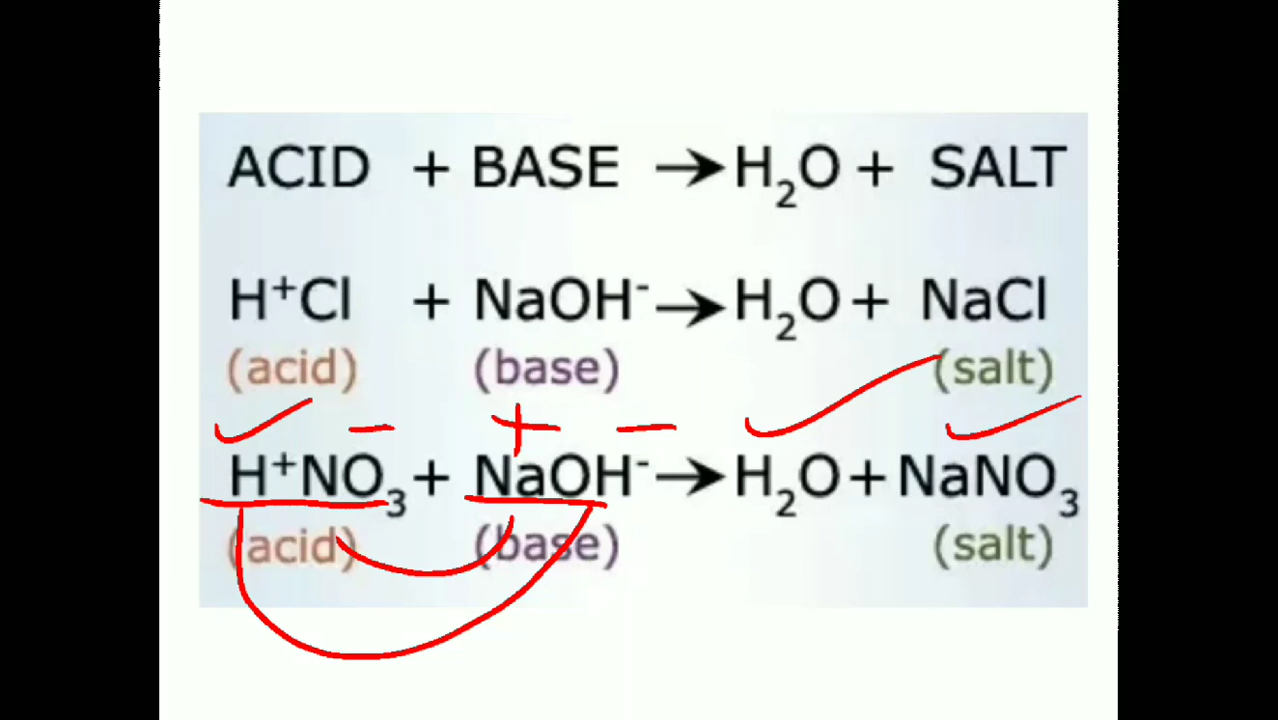 ACID + BASE → H₂O + SALT
H⁺Cl + NaOH⁻ → H₂O + NaCl
(acid) (base) (salt)
− + −
H⁺NO₃ + NaOH⁻ → H₂O + NaNO₃
(acid) (base) (salt)